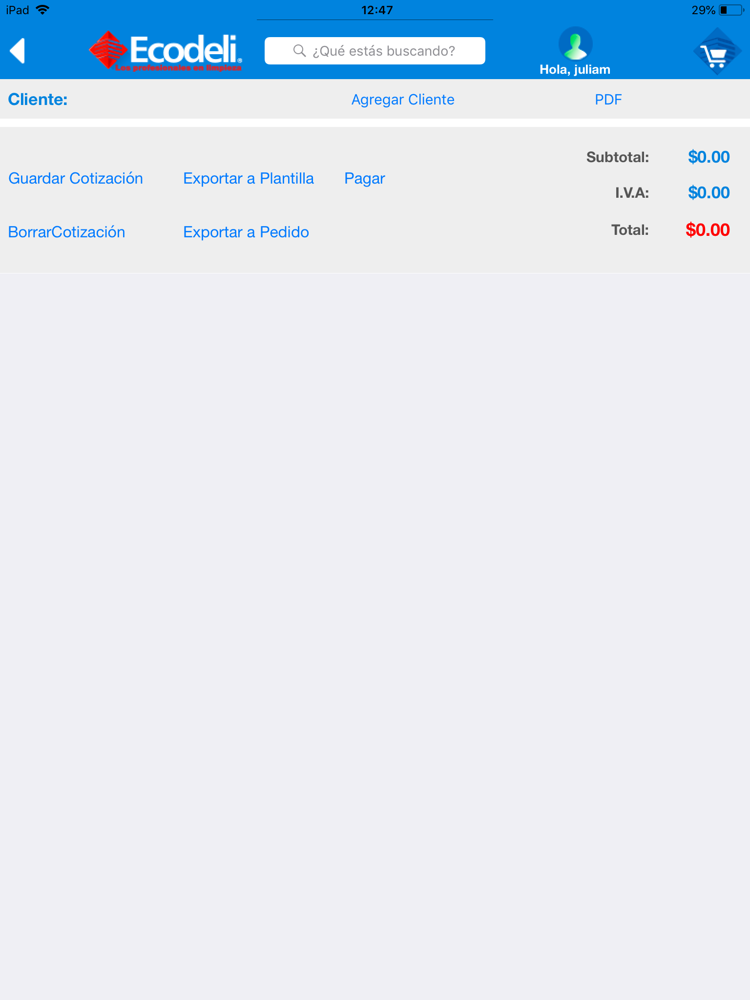 iPad 12:47 29%
Ecodeli®
Los profesionales en limpieza
¿Qué estás buscando?
Hola, juliam
Cliente: Agregar Cliente PDF
Subtotal: $0.00
Guardar Cotización Exportar a Plantilla Pagar
I.V.A: $0.00
BorrarCotización Exportar a Pedido Total: $0.00